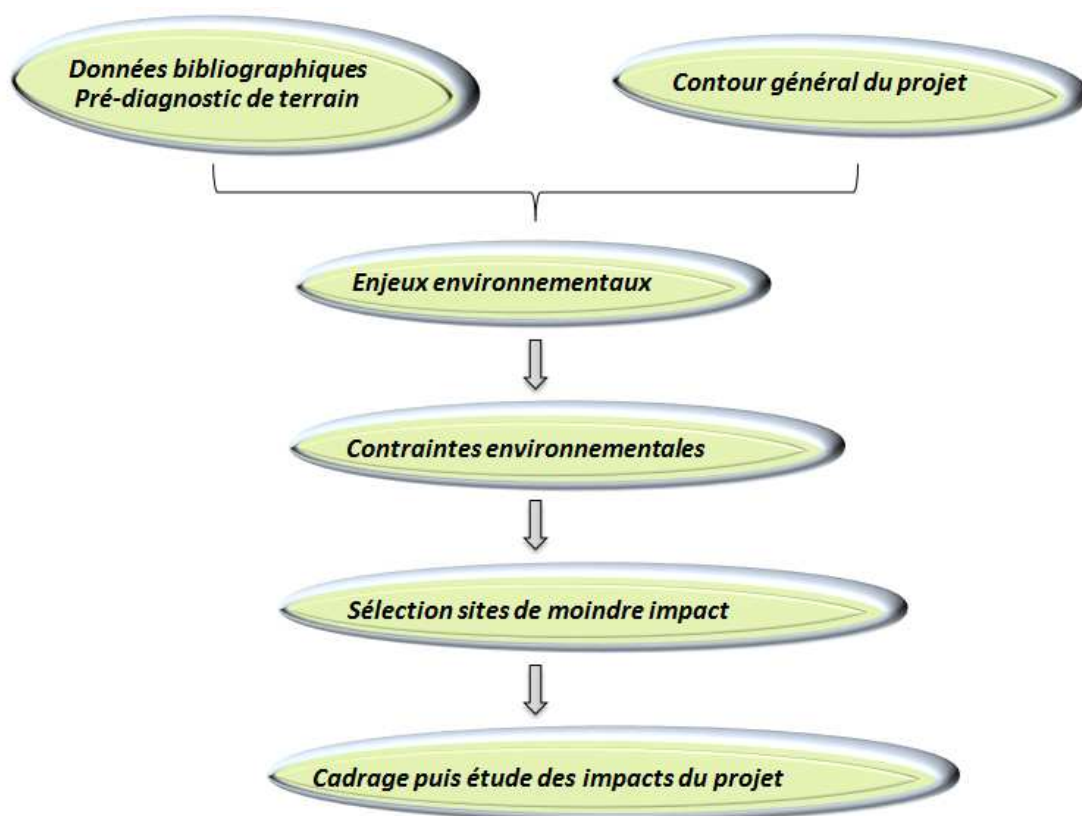 Données bibliographiques
Pré-diagnostic de terrain
Contour général du projet
Enjeux environnementaux
Contraintes environnementales
Sélection sites de moindre impact
Cadrage puis étude des impacts du projet